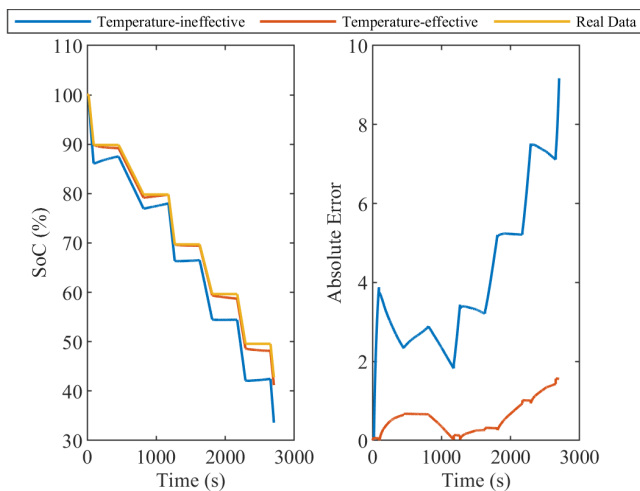 Temperature-ineffective Temperature-effective Real Data
110
100
90
80
70
60
50
40
30
SoC (%)
0 1000 2000 3000
Time (s)
10
8
6
4
2
0
Absolute Error
0 1000 2000 3000
Time (s)